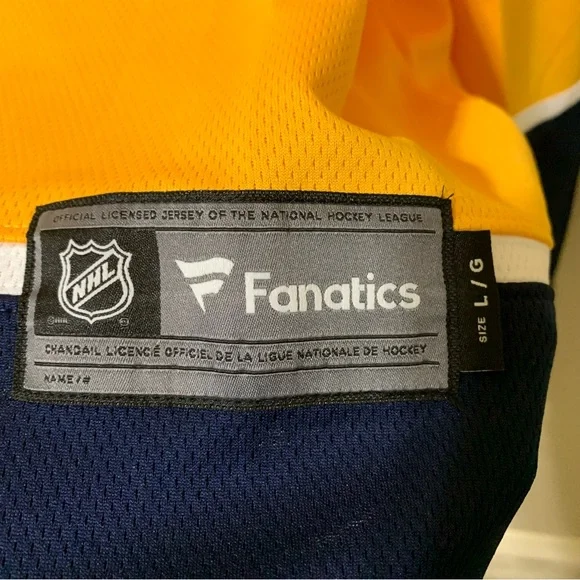 OFFICIAL LICENSED JERSEY OF THE NATIONAL HOCKEY LEAGUE
NHL
Fanatics
SIZE L / G
CHANDAIL LICENCIÉ OFFICIEL DE LA LIGUE NATIONALE DE HOCKEY
NAME / #